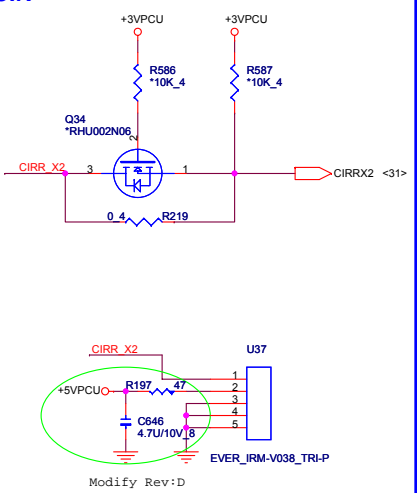 +3VPCU +3VPCU
R586
*10K_4
R587
*10K_4
Q34
*RHU002N06
2
CIRR_X2 3 1 CIRRX2 <31>
0_4 R219
CIRR_X2 U37
1
+5VPCU R197 47 2
3
4
C646
4.7U/10V_8
5
EVER_IRM-V038_TRI-P
Modify Rev:D